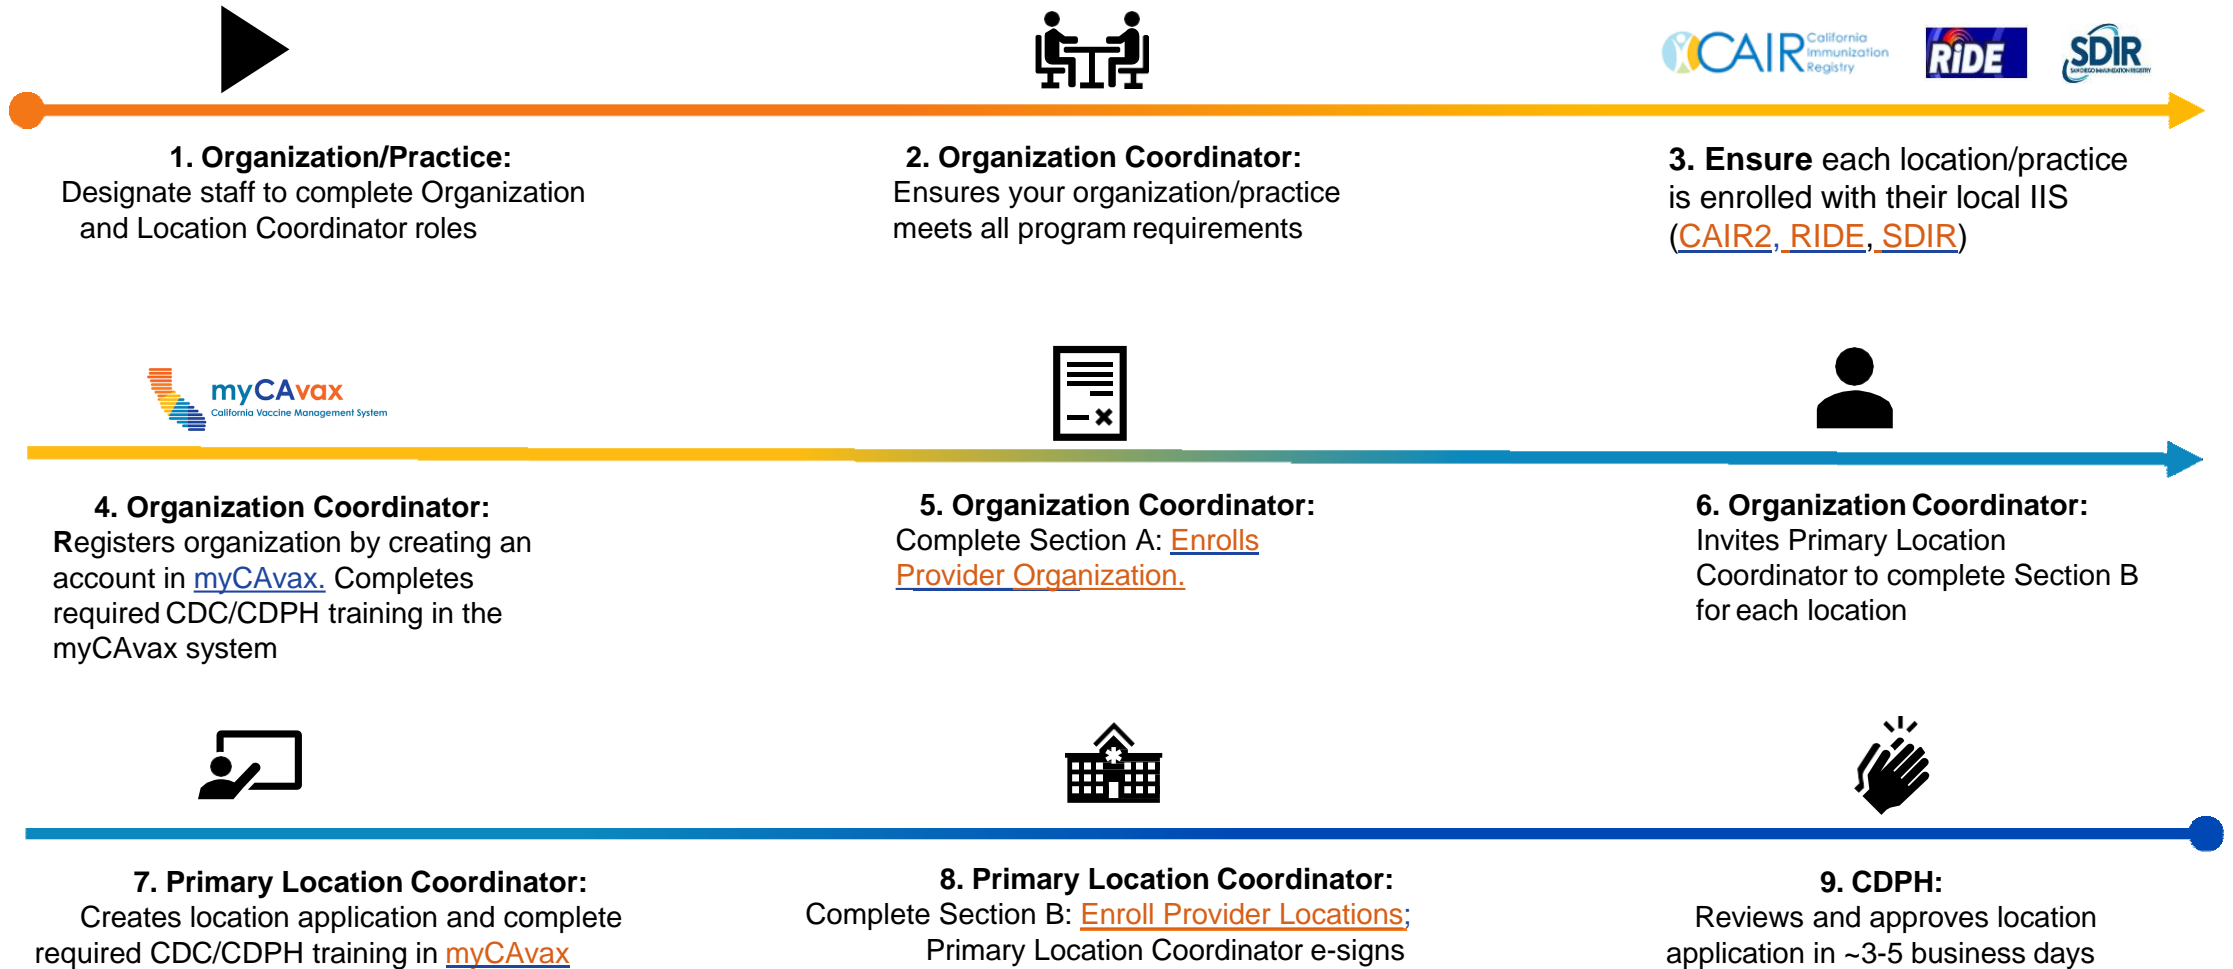 CAIR California
Immunization
Registry
RiDE
SDIR
SAN DIEGO IMMUNIZATION REGISTRY
1. Organization/Practice:
Designate staff to complete Organization
and Location Coordinator roles
2. Organization Coordinator:
Ensures your organization/practice
meets all program requirements
3. Ensure each location/practice
is enrolled with their local IIS
(CAIR2, RIDE, SDIR)
myCAvax
California Vaccine Management System
4. Organization Coordinator:
Registers organization by creating an
account in myCAvax. Completes
required CDC/CDPH training in the
myCAvax system
5. Organization Coordinator:
Complete Section A: Enrolls
Provider Organization.
6. Organization Coordinator:
Invites Primary Location
Coordinator to complete Section B
for each location
7. Primary Location Coordinator:
Creates location application and complete
required CDC/CDPH training in myCAvax
8. Primary Location Coordinator:
Complete Section B: Enroll Provider Locations;
Primary Location Coordinator e-signs
9. CDPH:
Reviews and approves location
application in ~3-5 business days